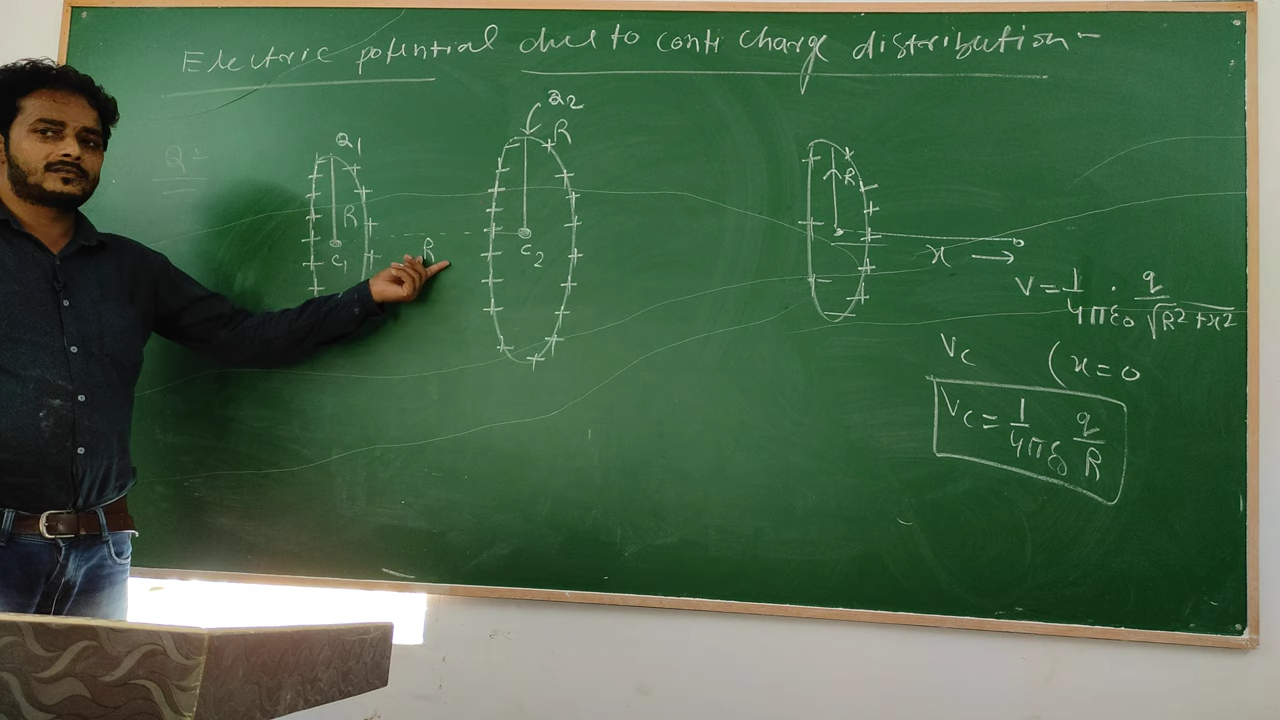 Electric potential due to conti charge distribution-
Q2
R
Q1
Q=
R
R
R
C1
C2
x
V = 1/4πε0 . q/√R²+x²
Vc (x=0
Vc = 1/4πε0 q/R